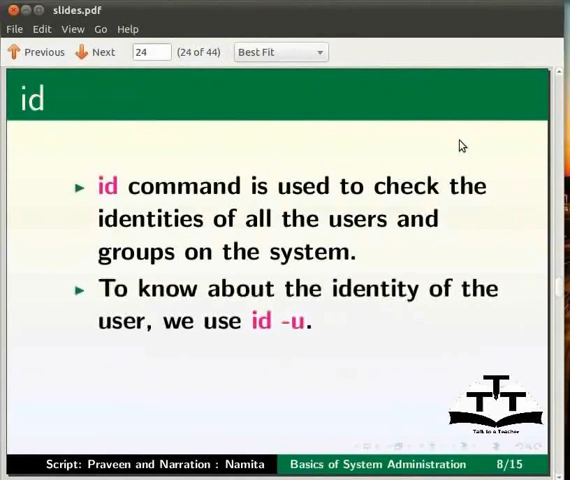 slides.pdf
File Edit View Go Help
Previous Next 24 (24 of 44) Best Fit
id
id command is used to check the
identities of all the users and
groups on the system.
To know about the identity of the
user, we use id -u.
TTT
Talk to a Teacher
Script: Praveen and Narration : Namita Basics of System Administration 8/15